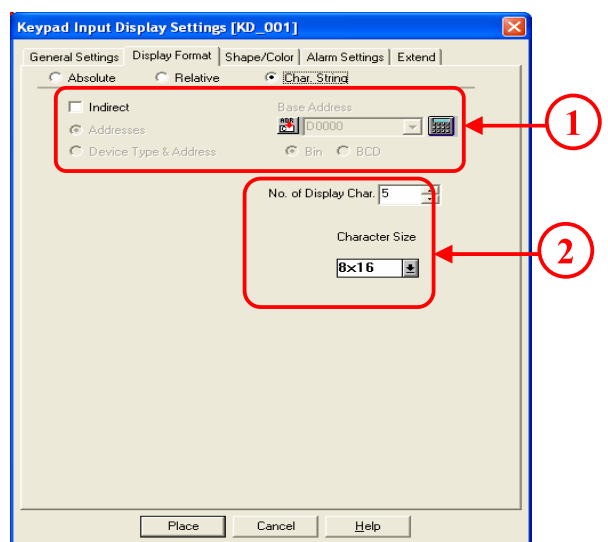 Keypad Input Display Settings [KD_001]
General Settings Display Format Shape/Color Alarm Settings Extend
Absolute Relative Char. String
Indirect Base Address
Addresses D0000
Device Type & Address Bin BCD
1
No. of Display Char. 5
Character Size
2
8×16
Place Cancel Help